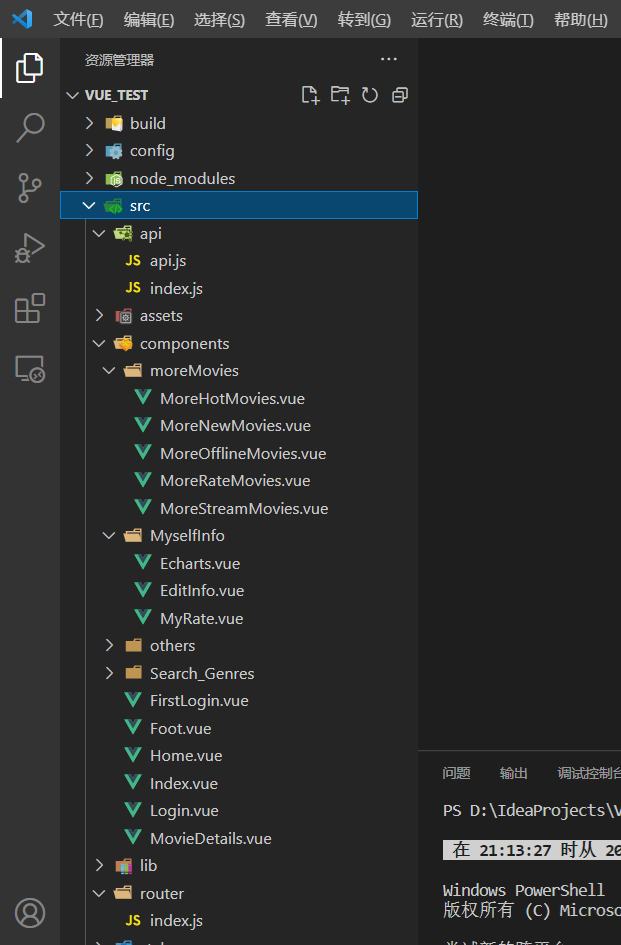 文件(F) 编辑(E) 选择(S) 查看(V) 转到(G) 运行(R) 终端(T) 帮助(H)
资源管理器
VUE_TEST
build
config
node_modules
src
api
JS api.js
JS index.js
assets
components
moreMovies
MoreHotMovies.vue
MoreNewMovies.vue
MoreOfflineMovies.vue
MoreRateMovies.vue
MoreStreamMovies.vue
MyselfInfo
Echarts.vue
EditInfo.vue
MyRate.vue
others
Search_Genres
FirstLogin.vue
Foot.vue
Home.vue
Index.vue
Login.vue
MovieDetails.vue
lib
router
JS index.js
问题 输出 调试控制台
PS D:\IdeaProjects\V
在 21:13:27 时从 20
Windows PowerShell
版权所有 (C) Microso